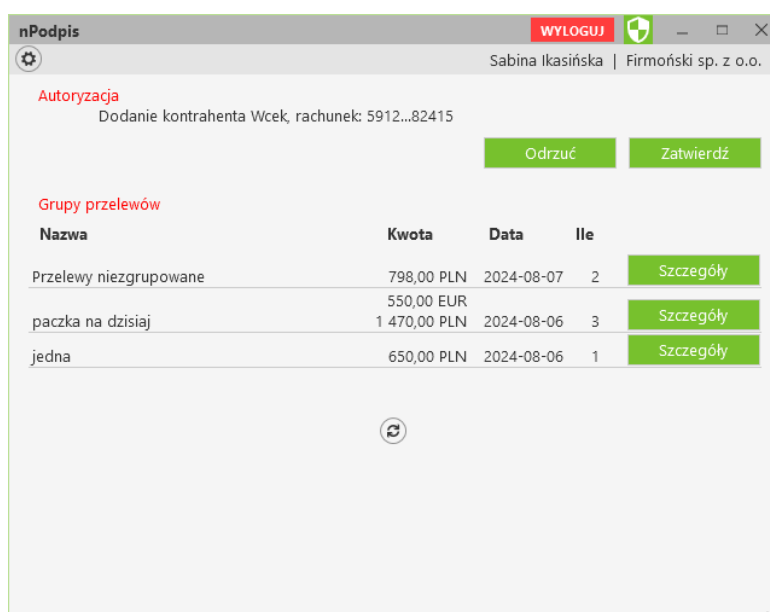 nPodpis WYLOGUJ
Sabina Ikasińska | Firmoński sp. z o.o.
Autoryzacja
Dodanie kontrahenta Wcek, rachunek: 5912...82415
Odrzuć Zatwierdź
Grupy przelewów
Nazwa Kwota Data Ile
Przelewy niezgrupowane 798,00 PLN 2024-08-07 2 Szczegóły
550,00 EUR
paczka na dzisiaj 1 470,00 PLN 2024-08-06 3 Szczegóły
jedna 650,00 PLN 2024-08-06 1 Szczegóły